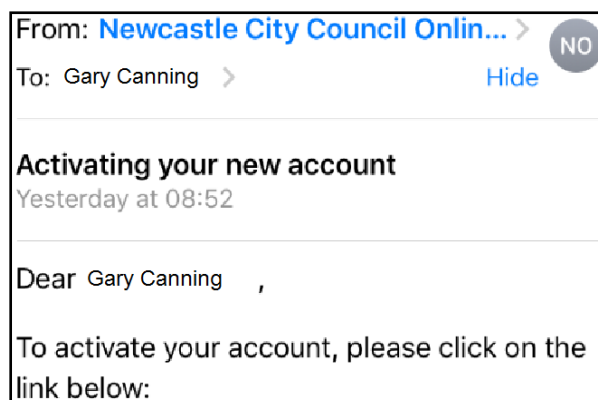 From: Newcastle City Council Onlin... >
NO
To: Gary Canning >
Hide
Activating your new account
Yesterday at 08:52
Dear Gary Canning ,
To activate your account, please click on the
link below: